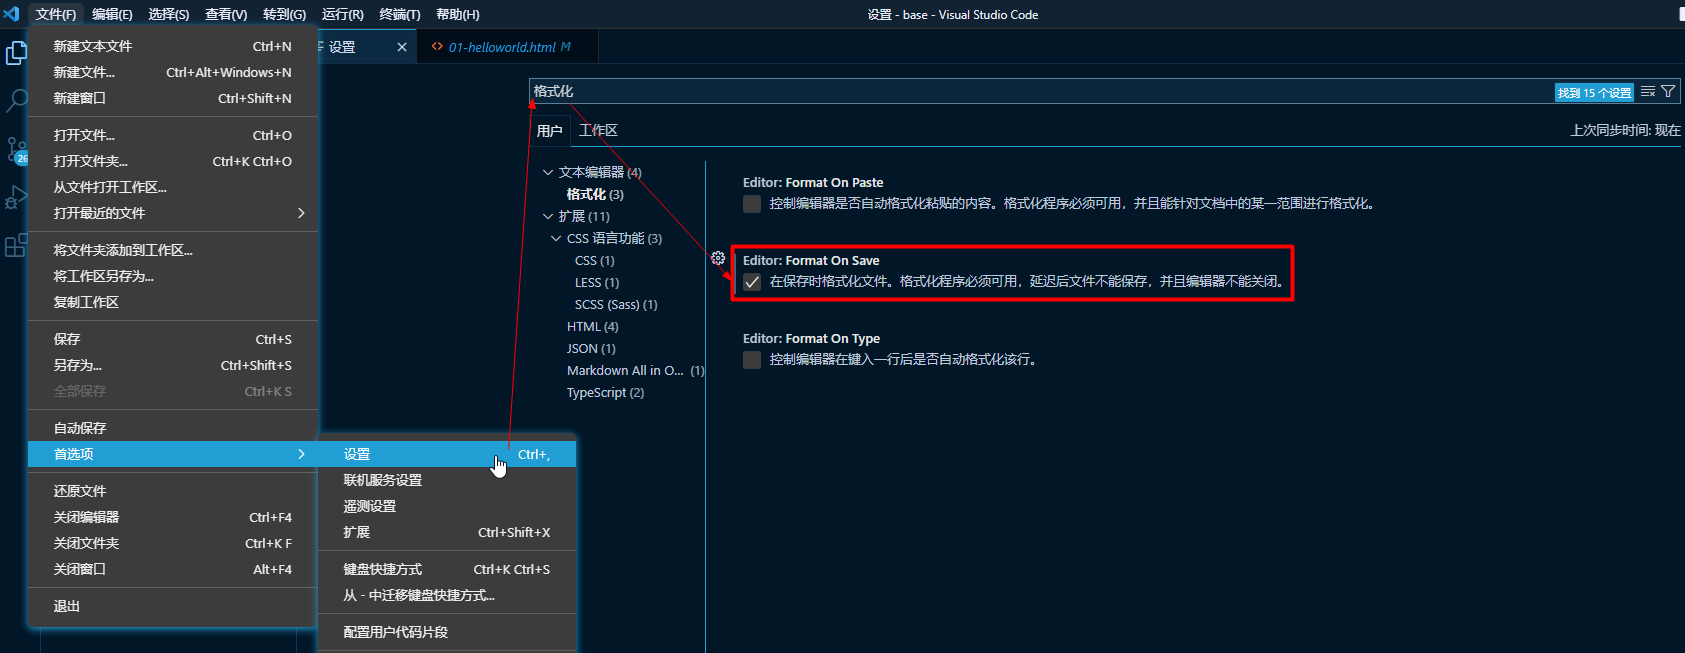 文件(F) 编辑(E) 选择(S) 查看(V) 转到(G) 运行(R) 终端(T) 帮助(H)
设置 - base - Visual Studio Code
设置
01-helloworld.html M
26
新建文本文件 Ctrl+N
新建文件... Ctrl+Alt+Windows+N
新建窗口 Ctrl+Shift+N
打开文件... Ctrl+O
打开文件夹... Ctrl+K Ctrl+O
从文件打开工作区...
打开最近的文件
将文件夹添加到工作区...
将工作区另存为...
复制工作区
保存 Ctrl+S
另存为... Ctrl+Shift+S
全部保存 Ctrl+K S
自动保存
首选项
还原文件
关闭编辑器 Ctrl+F4
关闭文件夹 Ctrl+K F
关闭窗口 Alt+F4
退出
设置 Ctrl+,
联机服务设置
遥测设置
扩展 Ctrl+Shift+X
键盘快捷方式 Ctrl+K Ctrl+S
从 - 中迁移键盘快捷方式...
配置用户代码片段
格式化
找到 15 个设置
用户 工作区
上次同步时间: 现在
文本编辑器 (4)
格式化 (3)
扩展 (11)
CSS 语言功能 (3)
CSS (1)
LESS (1)
SCSS (Sass) (1)
HTML (4)
JSON (1)
Markdown All in O... (1)
TypeScript (2)
Editor: Format On Paste
控制编辑器是否自动格式化粘贴的内容。格式化程序必须可用，并且能针对文档中的某一范围进行格式化。
Editor: Format On Save
在保存时格式化文件。格式化程序必须可用，延迟后文件不能保存，并且编辑器不能关闭。
Editor: Format On Type
控制编辑器在键入一行后是否自动格式化该行。